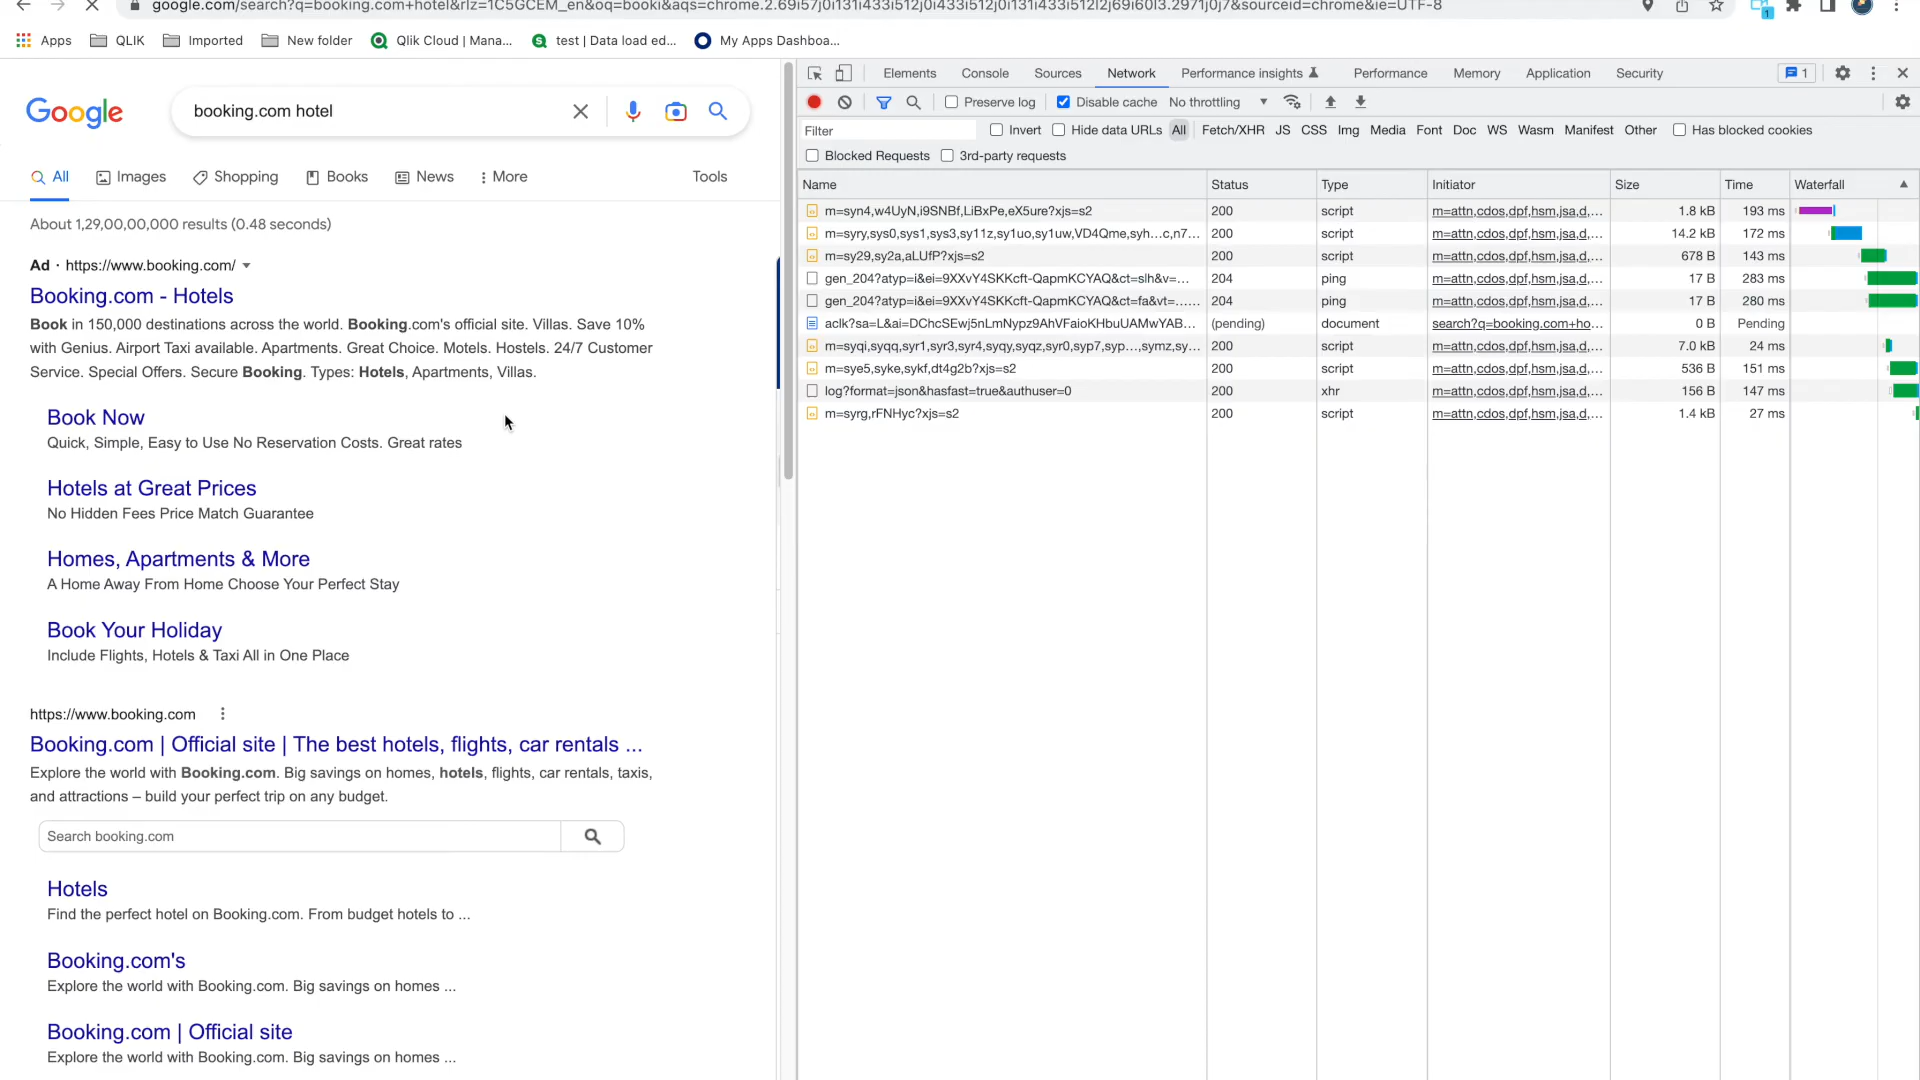 google.com/search?q=booking.com+hotel&rlz=1C5GCEM_en&oq=booki&aqs=chrome.2.69i57j0i131i433i512j0i433i512j0i131i433i512l2j69i60l3.2971j0j7&sourceid=chrome&ie=UTF-8
1
Apps QLIK Imported New folder Qlik Cloud | Mana... test | Data load ed... My Apps Dashboa...
Google
booking.com hotel
All Images Shopping Books News More Tools
About 1,29,00,00,000 results (0.48 seconds)
Ad · https://www.booking.com/
Booking.com - Hotels
Book in 150,000 destinations across the world. Booking.com's official site. Villas. Save 10%
with Genius. Airport Taxi available. Apartments. Great Choice. Motels. Hostels. 24/7 Customer
Service. Special Offers. Secure Booking. Types: Hotels, Apartments, Villas.
Book Now
Quick, Simple, Easy to Use No Reservation Costs. Great rates
Hotels at Great Prices
No Hidden Fees Price Match Guarantee
Homes, Apartments & More
A Home Away From Home Choose Your Perfect Stay
Book Your Holiday
Include Flights, Hotels & Taxi All in One Place
https://www.booking.com
Booking.com | Official site | The best hotels, flights, car rentals ...
Explore the world with Booking.com. Big savings on homes, hotels, flights, car rentals, taxis,
and attractions – build your perfect trip on any budget.
Search booking.com
Hotels
Find the perfect hotel on Booking.com. From budget hotels to ...
Booking.com's
Explore the world with Booking.com. Big savings on homes ...
Booking.com | Official site
Explore the world with Booking.com. Big savings on homes ...
Elements Console Sources Network Performance insights Performance Memory Application Security 1
Preserve log Disable cache No throttling
Filter Invert Hide data URLs All Fetch/XHR JS CSS Img Media Font Doc WS Wasm Manifest Other Has blocked cookies
Blocked Requests 3rd-party requests
Name Status Type Initiator Size Time Waterfall
m=syn4,w4UyN,i9SNBf,LiBxPe,eX5ure?xjs=s2 200 script m=attn,cdos,dpf,hsm,jsa,d,... 1.8 kB 193 ms
m=syry,sys0,sys1,sys3,sy11z,sy1uo,sy1uw,VD4Qme,syh...c,n7... 200 script m=attn,cdos,dpf,hsm,jsa,d,... 14.2 kB 172 ms
m=sy29,sy2a,aLUfP?xjs=s2 200 script m=attn,cdos,dpf,hsm,jsa,d,... 678 B 143 ms
gen_204?atyp=i&ei=9XXvY4SKKcft-QapmKCYAQ&ct=slh&v=... 204 ping m=attn,cdos,dpf,hsm,jsa,d,... 17 B 283 ms
gen_204?atyp=i&ei=9XXvY4SKKcft-QapmKCYAQ&ct=fa&vt=...... 204 ping m=attn,cdos,dpf,hsm,jsa,d,... 17 B 280 ms
aclk?sa=L&ai=DChcSEwj5nLmNypz9AhVFaioKHbuUAMwYAB... (pending) document search?q=booking.com+ho... 0 B Pending
m=syqi,syqq,syr1,syr3,syr4,syqy,syqz,syr0,syp7,syp...,symz,sy... 200 script m=attn,cdos,dpf,hsm,jsa,d,... 7.0 kB 24 ms
m=sye5,syke,sykf,dt4g2b?xjs=s2 200 script m=attn,cdos,dpf,hsm,jsa,d,... 536 B 151 ms
log?format=json&hasfast=true&authuser=0 200 xhr m=attn,cdos,dpf,hsm,jsa,d,... 156 B 147 ms
m=syrg,rFNHyc?xjs=s2 200 script m=attn,cdos,dpf,hsm,jsa,d,... 1.4 kB 27 ms